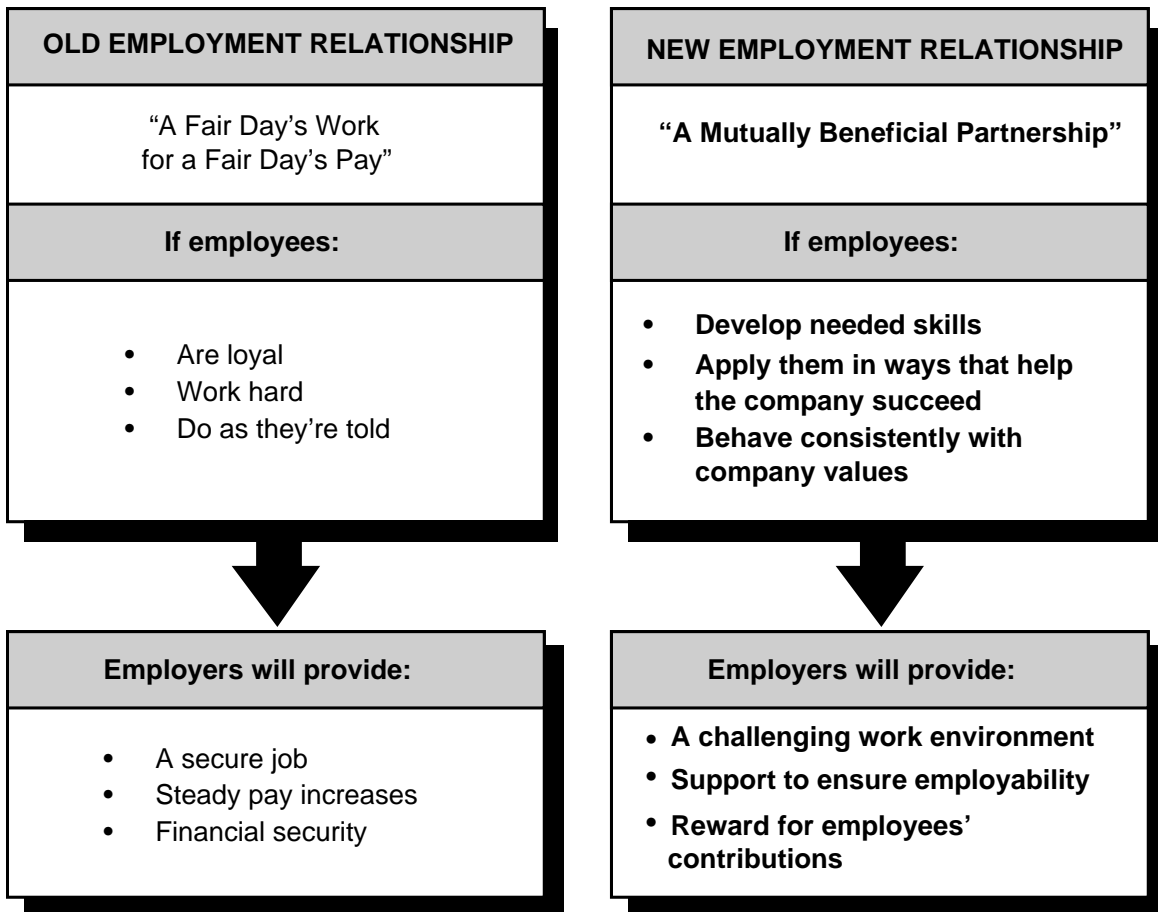 OLD EMPLOYMENT RELATIONSHIP
“A Fair Day’s Work
for a Fair Day’s Pay”
If employees:
• Are loyal
• Work hard
• Do as they’re told
Employers will provide:
• A secure job
• Steady pay increases
• Financial security
NEW EMPLOYMENT RELATIONSHIP
“A Mutually Beneficial Partnership”
If employees:
• Develop needed skills
• Apply them in ways that help
the company succeed
• Behave consistently with
company values
Employers will provide:
• A challenging work environment
• Support to ensure employability
• Reward for employees’
contributions